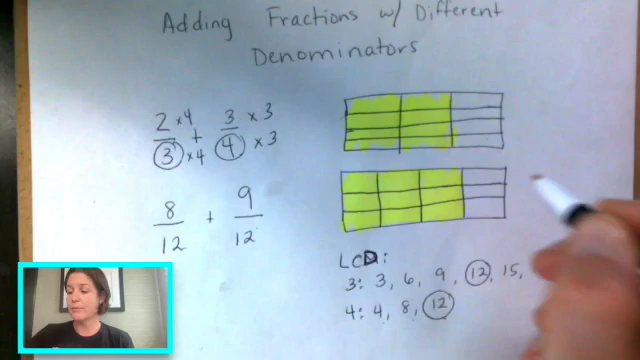 Adding Fractions w/ Different
Denominators
2 ×4 + 3 ×3
3 ×4 4 ×3
8 + 9
12 12
LCD:
3: 3, 6, 9, 12, 15,
4: 4, 8, 12